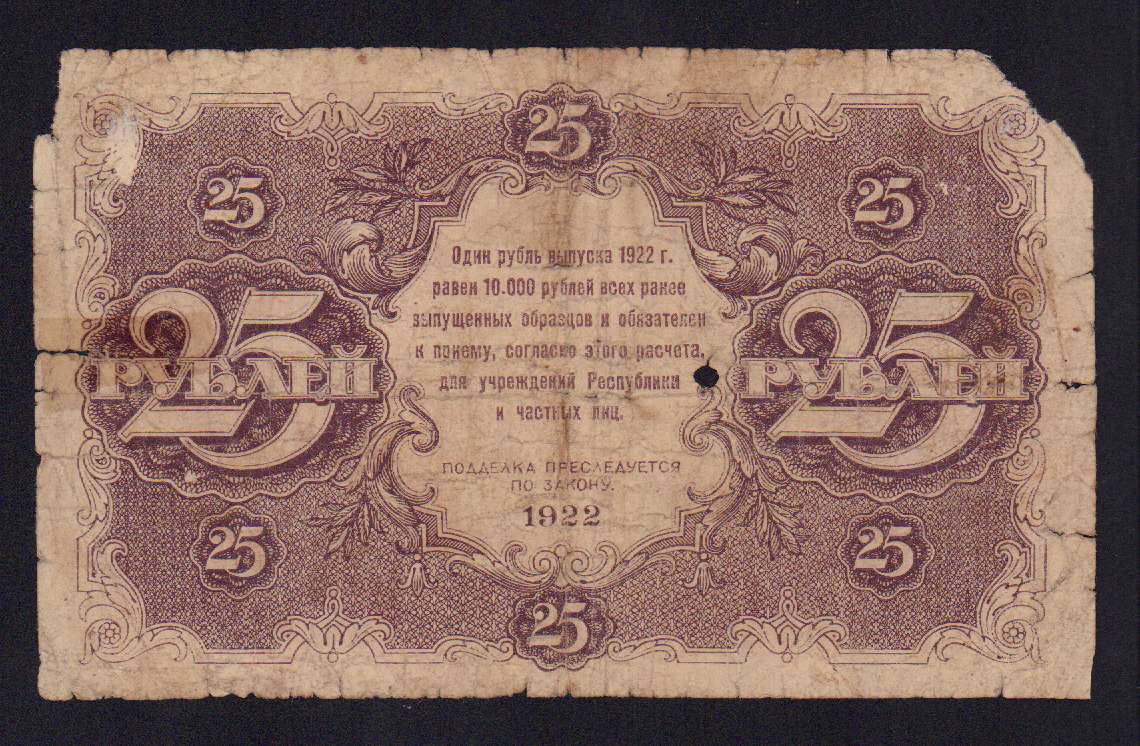 25
25 25
Один рубль выпуска 1922 г.
равен 10.000 рублей всех ранее
выпущенных образцов и обязателен
к приему, согласно этого расчета,
для учреждений Республики
и частных лиц.
25 РУБЛЕЙ 25 РУБЛЕЙ
ПОДДЕЛКА ПРЕСЛЕДУЕТСЯ
ПО ЗАКОНУ.
1922
25 25
25